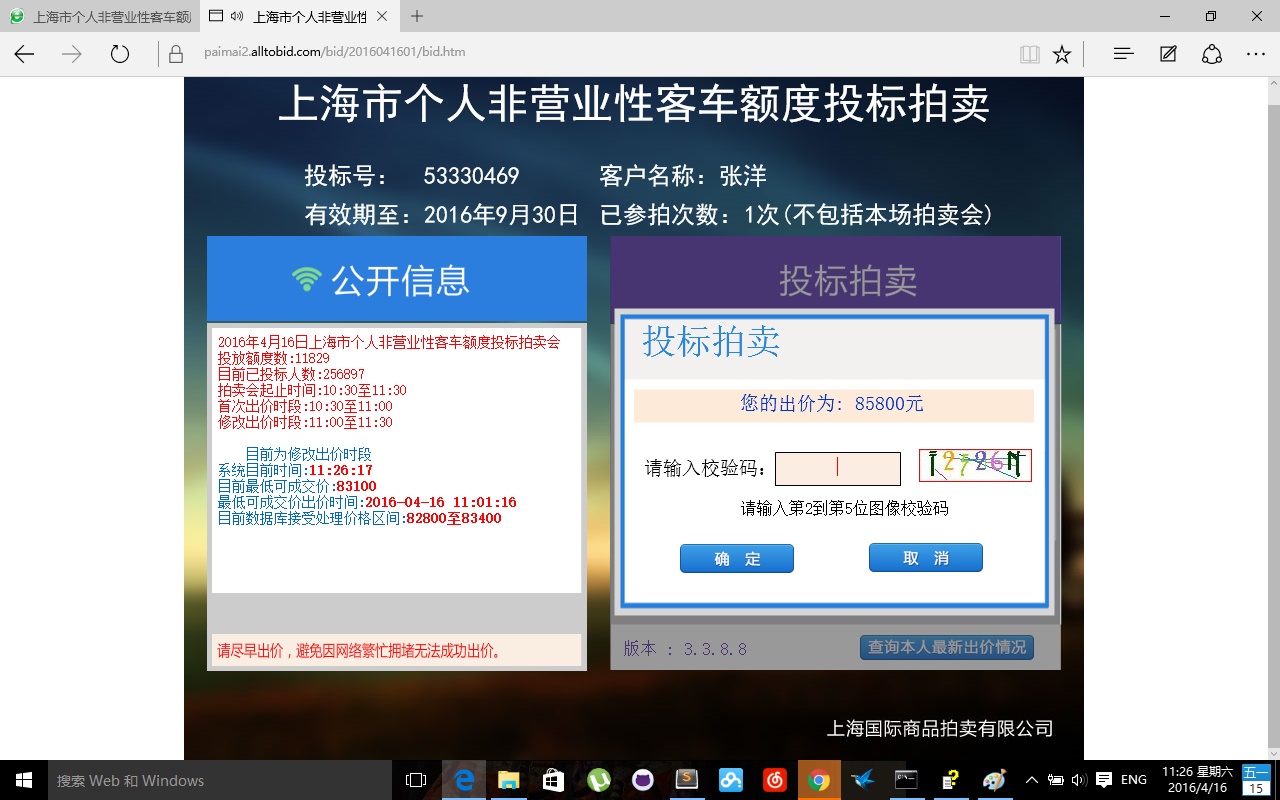 上海市个人非营业性客车额
上海市个人非营业性
paimai2.alltobid.com/bid/2016041601/bid.htm
上海市个人非营业性客车额度投标拍卖
投标号： 53330469 客户名称：张洋
有效期至：2016年9月30日 已参拍次数：1次(不包括本场拍卖会)
公开信息
2016年4月16日上海市个人非营业性客车额度投标拍卖会
投放额度数:11829
目前已投标人数:256897
拍卖会起止时间:10:30至11:30
首次出价时段:10:30至11:00
修改出价时段:11:00至11:30
目前为修改出价时段
系统目前时间:11:26:17
目前最低可成交价:83100
最低可成交价出价时间:2016-04-16 11:01:16
目前数据库接受处理价格区间:82800至83400
请尽早出价，避免因网络繁忙拥堵无法成功出价。
投标拍卖
投标拍卖
您的出价为：85800元
请输入校验码：
请输入第2到第5位图像校验码
确 定
取 消
版本 : 3.3.8.8
查询本人最新出价情况
上海国际商品拍卖有限公司
搜索 Web 和 Windows
ENG
11:26 星期六
2016/4/16
五一
15